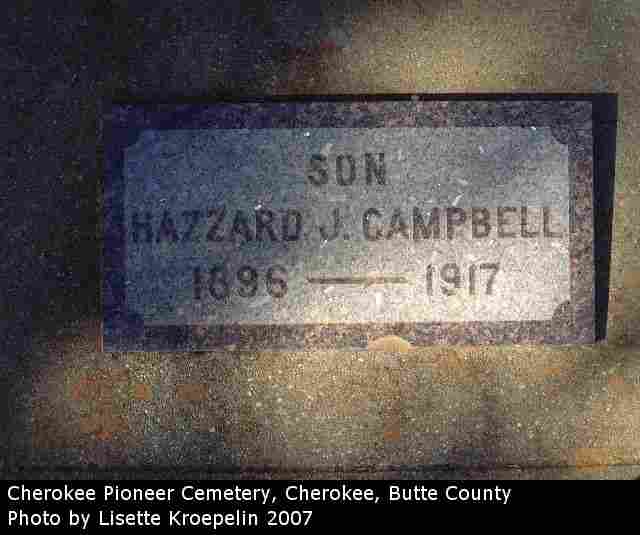 SON
HAZZARD J. CAMPBELL
1896 — 1917
Cherokee Pioneer Cemetery, Cherokee, Butte County
Photo by Lisette Kroepelin 2007